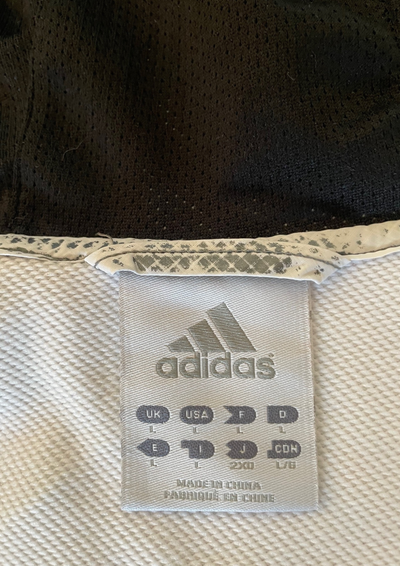 adidas
UK USA F D
L L L L
E I J CDN
L L 2XO L/G
MADE IN CHINA
FABRIQUÉ EN CHINE